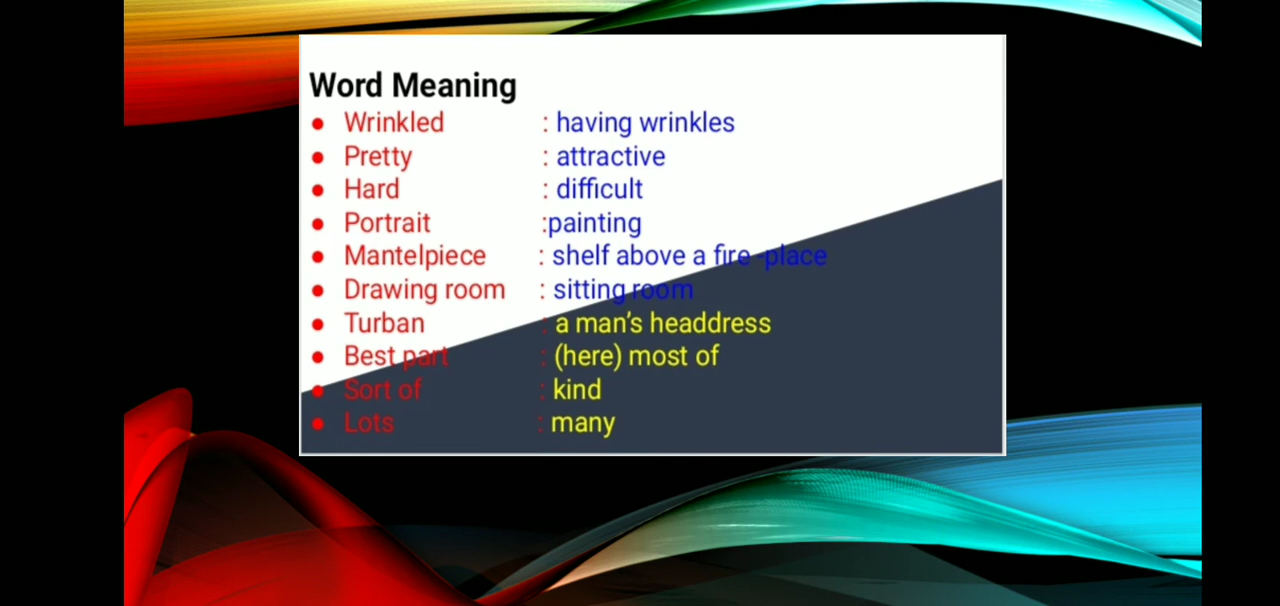 Word Meaning
● Wrinkled : having wrinkles
● Pretty : attractive
● Hard : difficult
● Portrait :painting
● Mantelpiece : shelf above a fire -place
● Drawing room : sitting room
● Turban : a man's headdress
● Best part : (here) most of
● Sort of : kind
● Lots : many